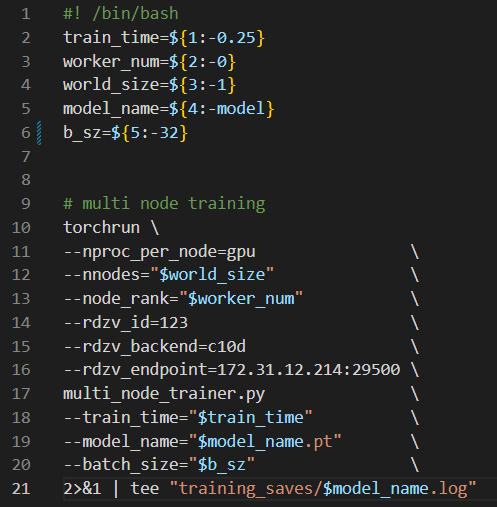 1 #! /bin/bash
2 train_time=${1:-0.25}
3 worker_num=${2:-0}
4 world_size=${3:-1}
5 model_name=${4:-model}
6 b_sz=${5:-32}
7
8
9 # multi node training
10 torchrun \
11 --nproc_per_node=gpu \
12 --nnodes="$world_size" \
13 --node_rank="$worker_num" \
14 --rdzv_id=123 \
15 --rdzv_backend=c10d \
16 --rdzv_endpoint=172.31.12.214:29500 \
17 multi_node_trainer.py \
18 --train_time="$train_time" \
19 --model_name="$model_name.pt" \
20 --batch_size="$b_sz" \
21 2>&1 | tee "training_saves/$model_name.log"